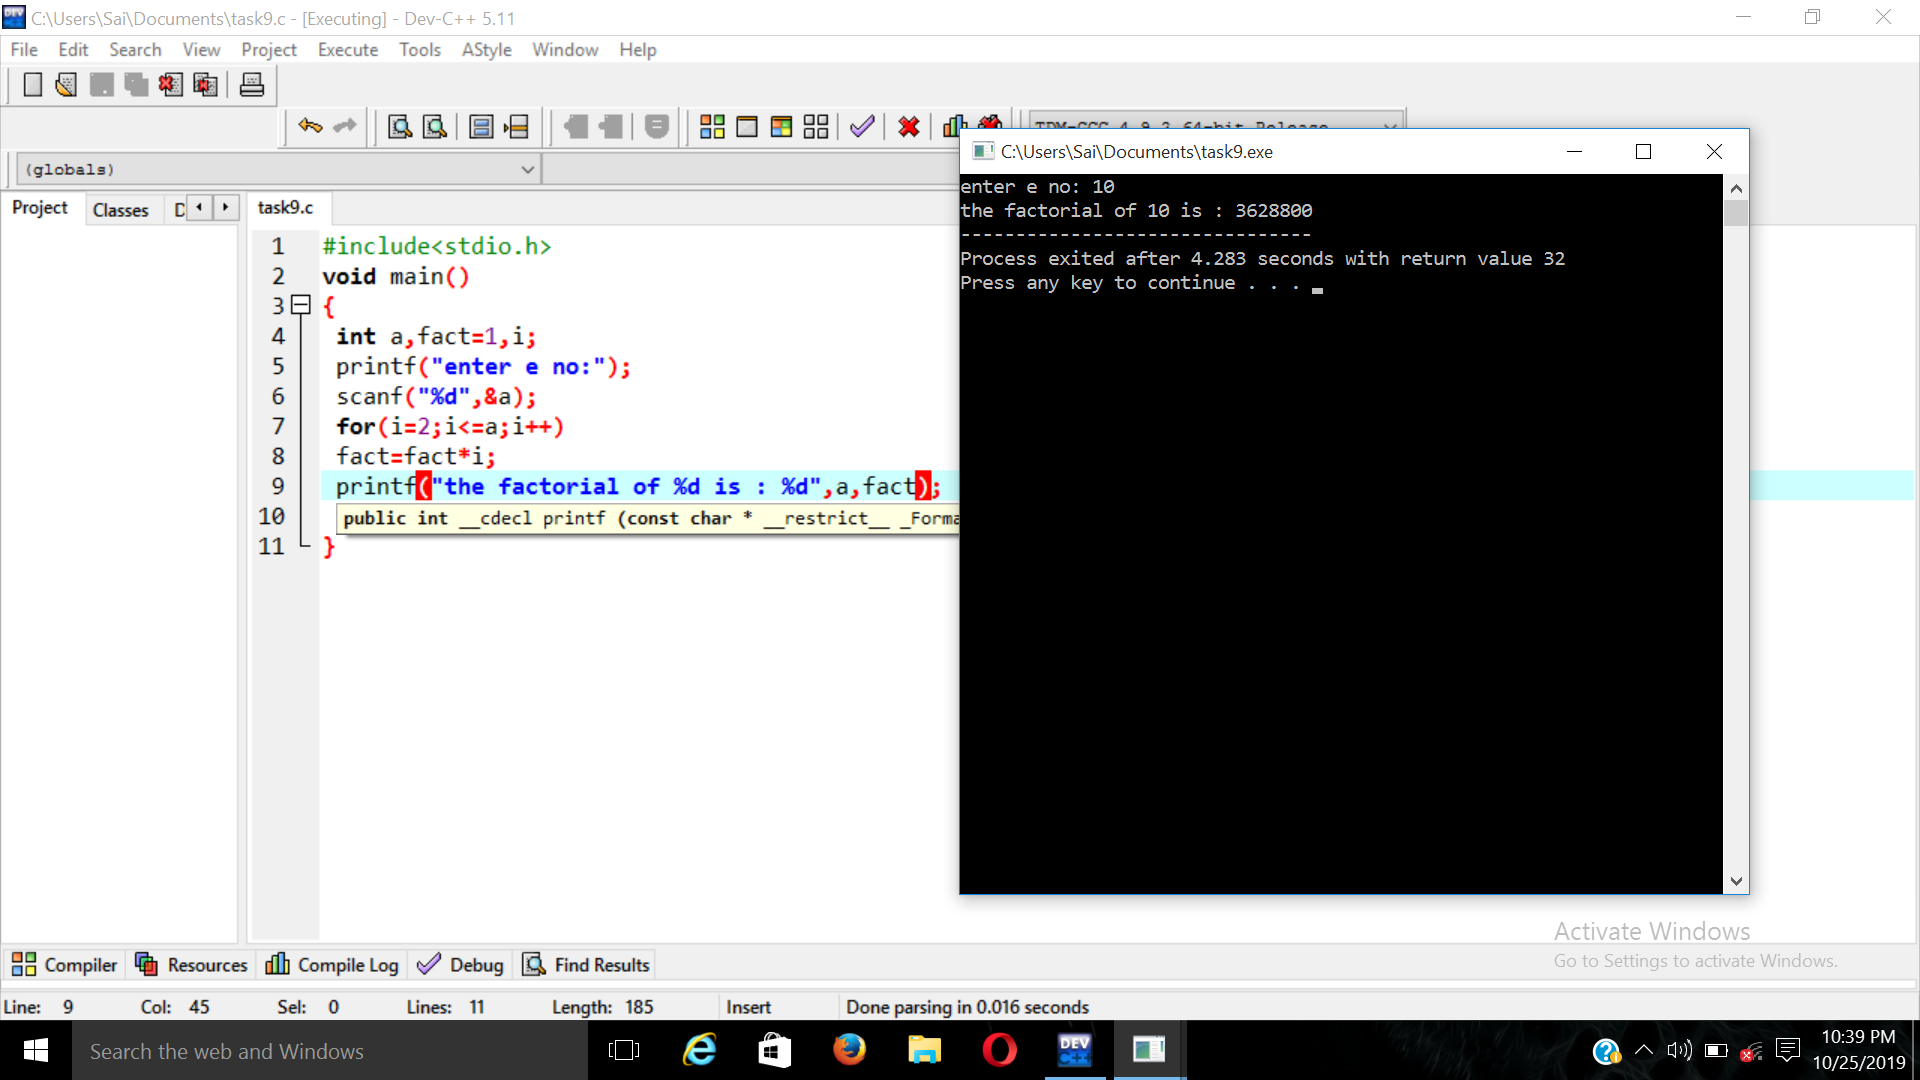 C:\Users\Sai\Documents\task9.c - [Executing] - Dev-C++ 5.11
File Edit Search View Project Execute Tools AStyle Window Help
TDM-GCC 4.9.2 64-bit Release
(globals)
Project Classes D task9.c
1 #include<stdio.h>
2 void main()
3 {
4 int a,fact=1,i;
5 printf("enter e no:");
6 scanf("%d",&a);
7 for(i=2;i<=a;i++)
8 fact=fact*i;
9 printf("the factorial of %d is : %d",a,fact);
10 public int __cdecl printf (const char * __restrict__ _Forma
11 }
C:\Users\Sai\Documents\task9.exe
enter e no: 10
the factorial of 10 is : 3628800
--------------------------------
Process exited after 4.283 seconds with return value 32
Press any key to continue . . .
Activate Windows
Go to Settings to activate Windows.
Compiler Resources Compile Log Debug Find Results
Line: 9 Col: 45 Sel: 0 Lines: 11 Length: 185 Insert Done parsing in 0.016 seconds
Search the web and Windows
DEV
C++
10:39 PM
10/25/2019